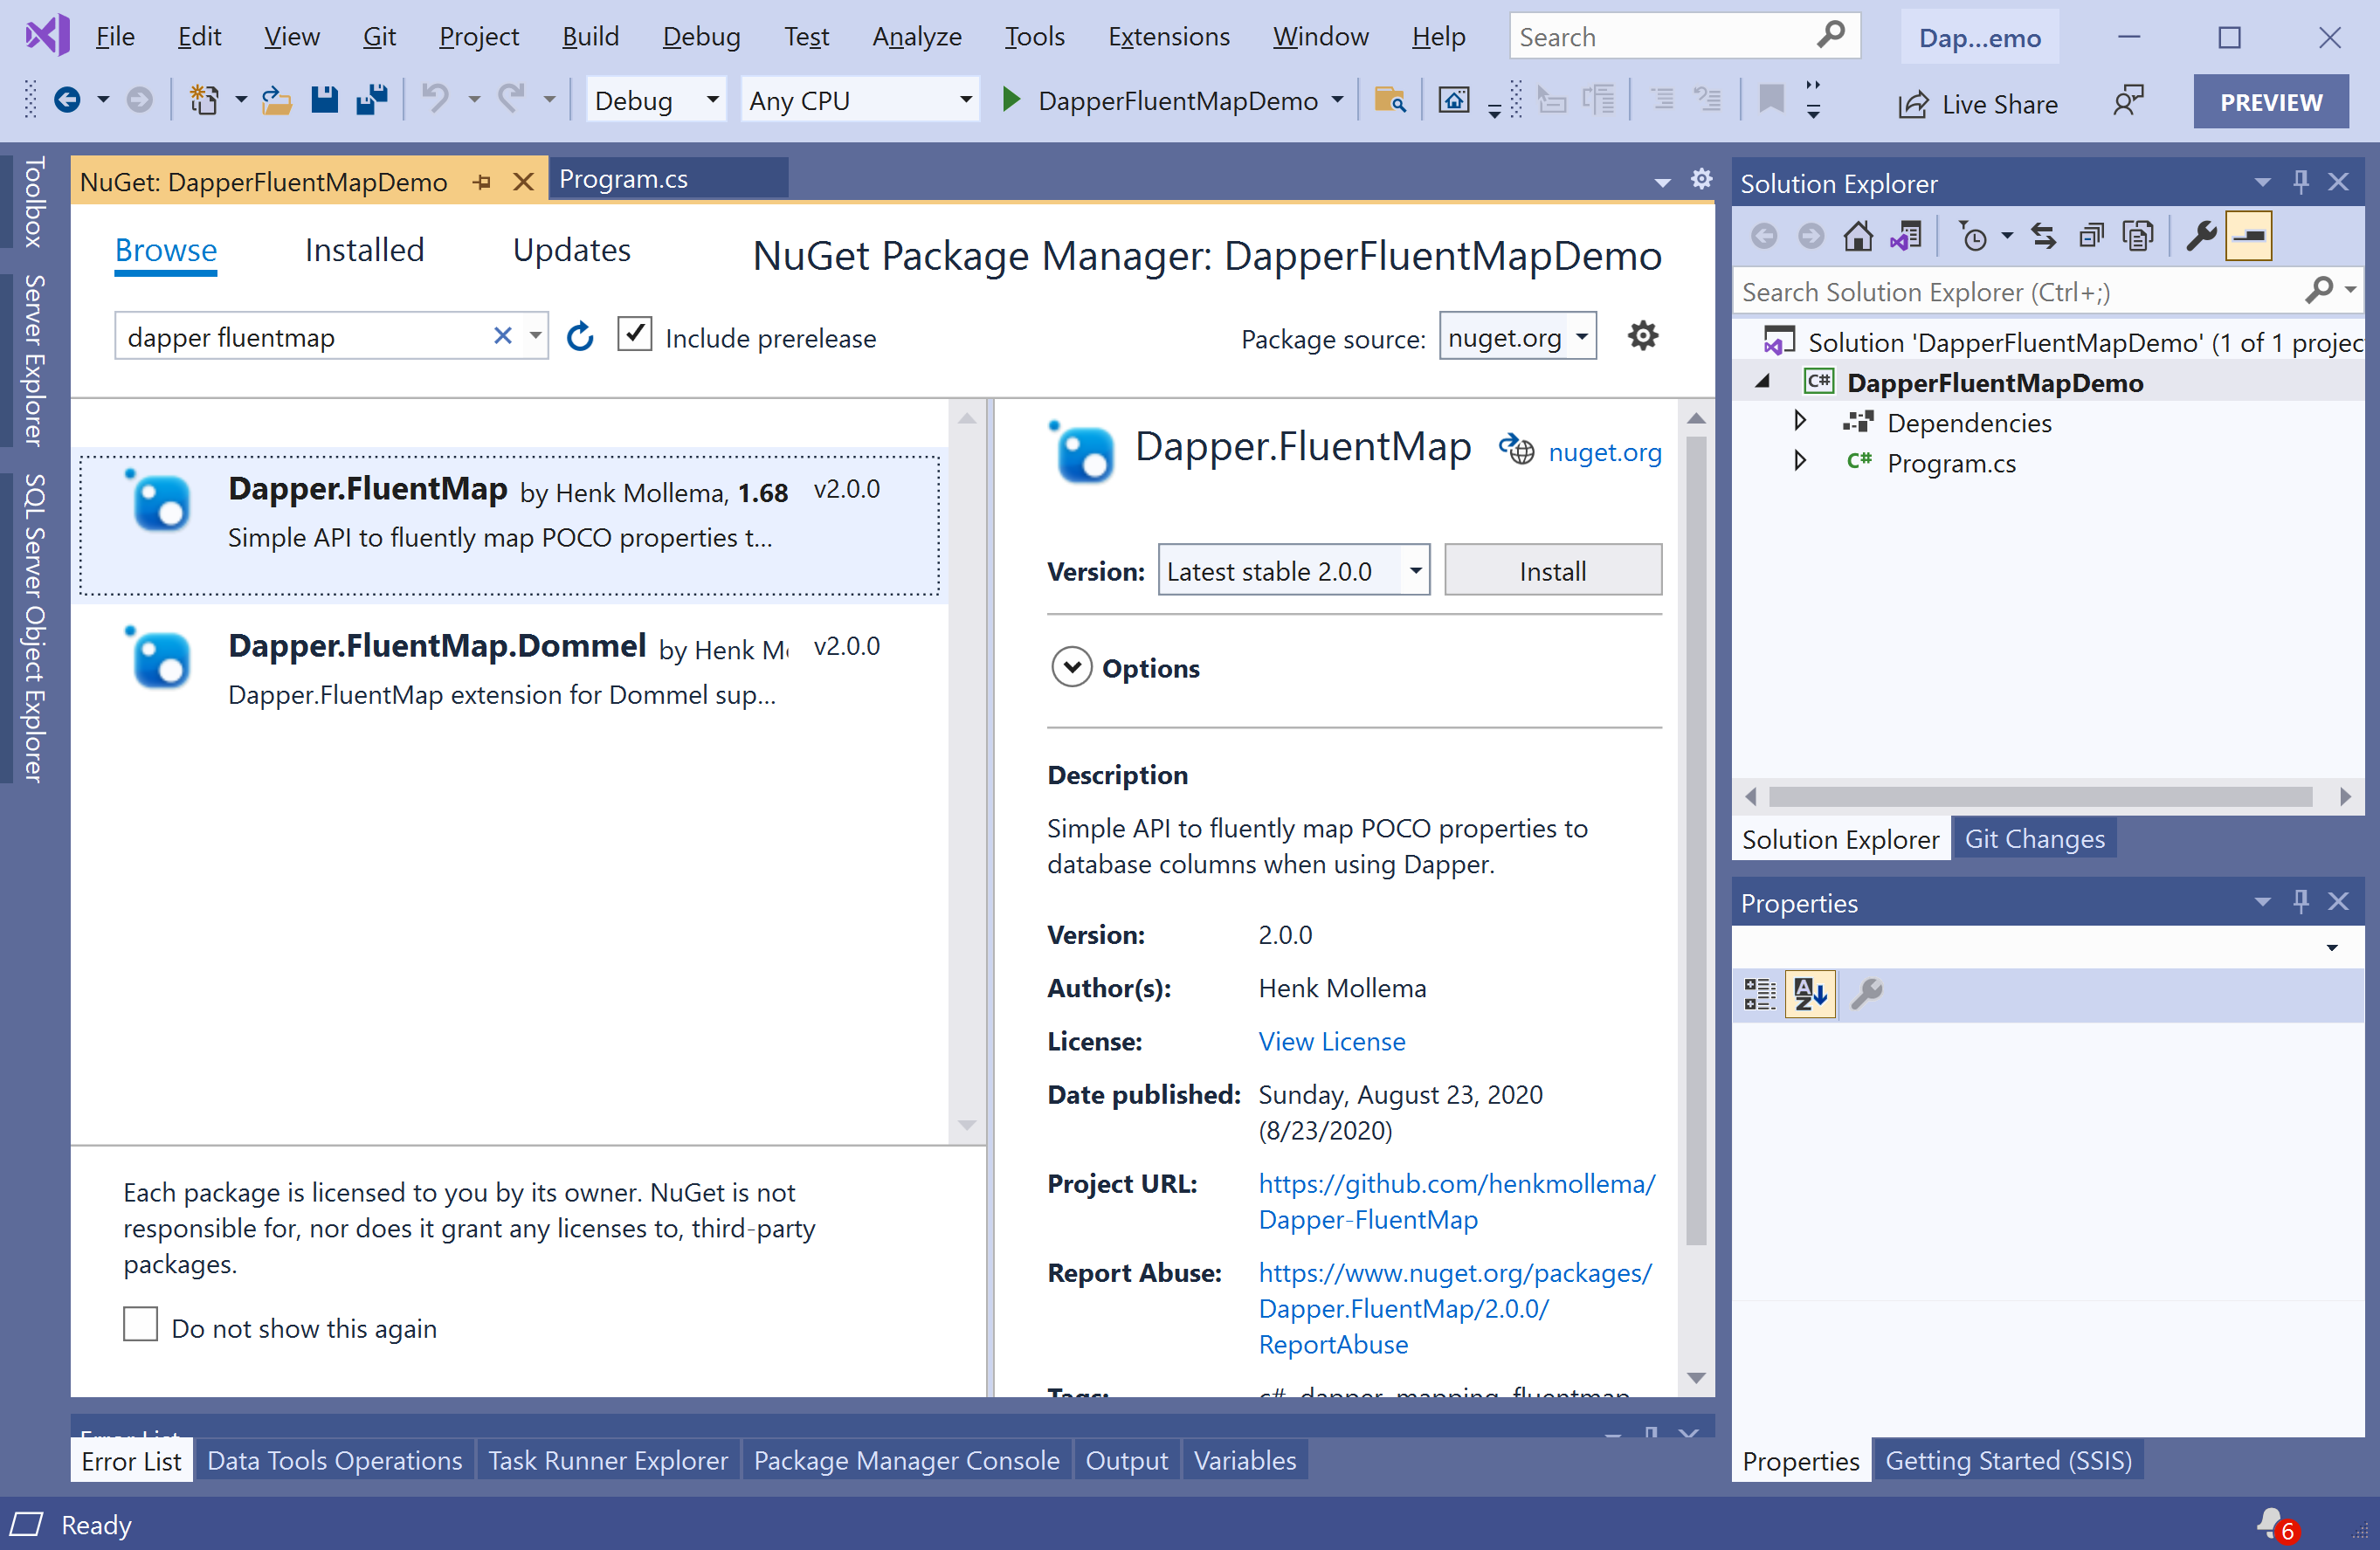 File Edit View Git Project Build Debug Test Analyze Tools Extensions Window Help Search Dap...emo
Debug Any CPU DapperFluentMapDemo Live Share PREVIEW
Toolbox
Server Explorer
SQL Server Object Explorer
NuGet: DapperFluentMapDemo Program.cs
Browse Installed Updates NuGet Package Manager: DapperFluentMapDemo
dapper fluentmap Include prerelease Package source: nuget.org
Dapper.FluentMap by Henk Mollema, 1.68 v2.0.0
Simple API to fluently map POCO properties t...
Dapper.FluentMap.Dommel by Henk v2.0.0
Dapper.FluentMap extension for Dommel sup...
Each package is licensed to you by its owner. NuGet is not
responsible for, nor does it grant any licenses to, third-party
packages.
Do not show this again
Dapper.FluentMap nuget.org
Version: Latest stable 2.0.0 Install
Options
Description
Simple API to fluently map POCO properties to
database columns when using Dapper.
Version: 2.0.0
Author(s): Henk Mollema
License: View License
Date published: Sunday, August 23, 2020
(8/23/2020)
Project URL: https://github.com/henkmollema/
Dapper-FluentMap
Report Abuse: https://www.nuget.org/packages/
Dapper.FluentMap/2.0.0/
ReportAbuse
Tags: c# dapper mapping fluentmap
Solution Explorer
Search Solution Explorer (Ctrl+;)
Solution 'DapperFluentMapDemo' (1 of 1 projec
C# DapperFluentMapDemo
Dependencies
C# Program.cs
Solution Explorer Git Changes
Properties
Properties Getting Started (SSIS)
Error List
Error List Data Tools Operations Task Runner Explorer Package Manager Console Output Variables
Ready 6